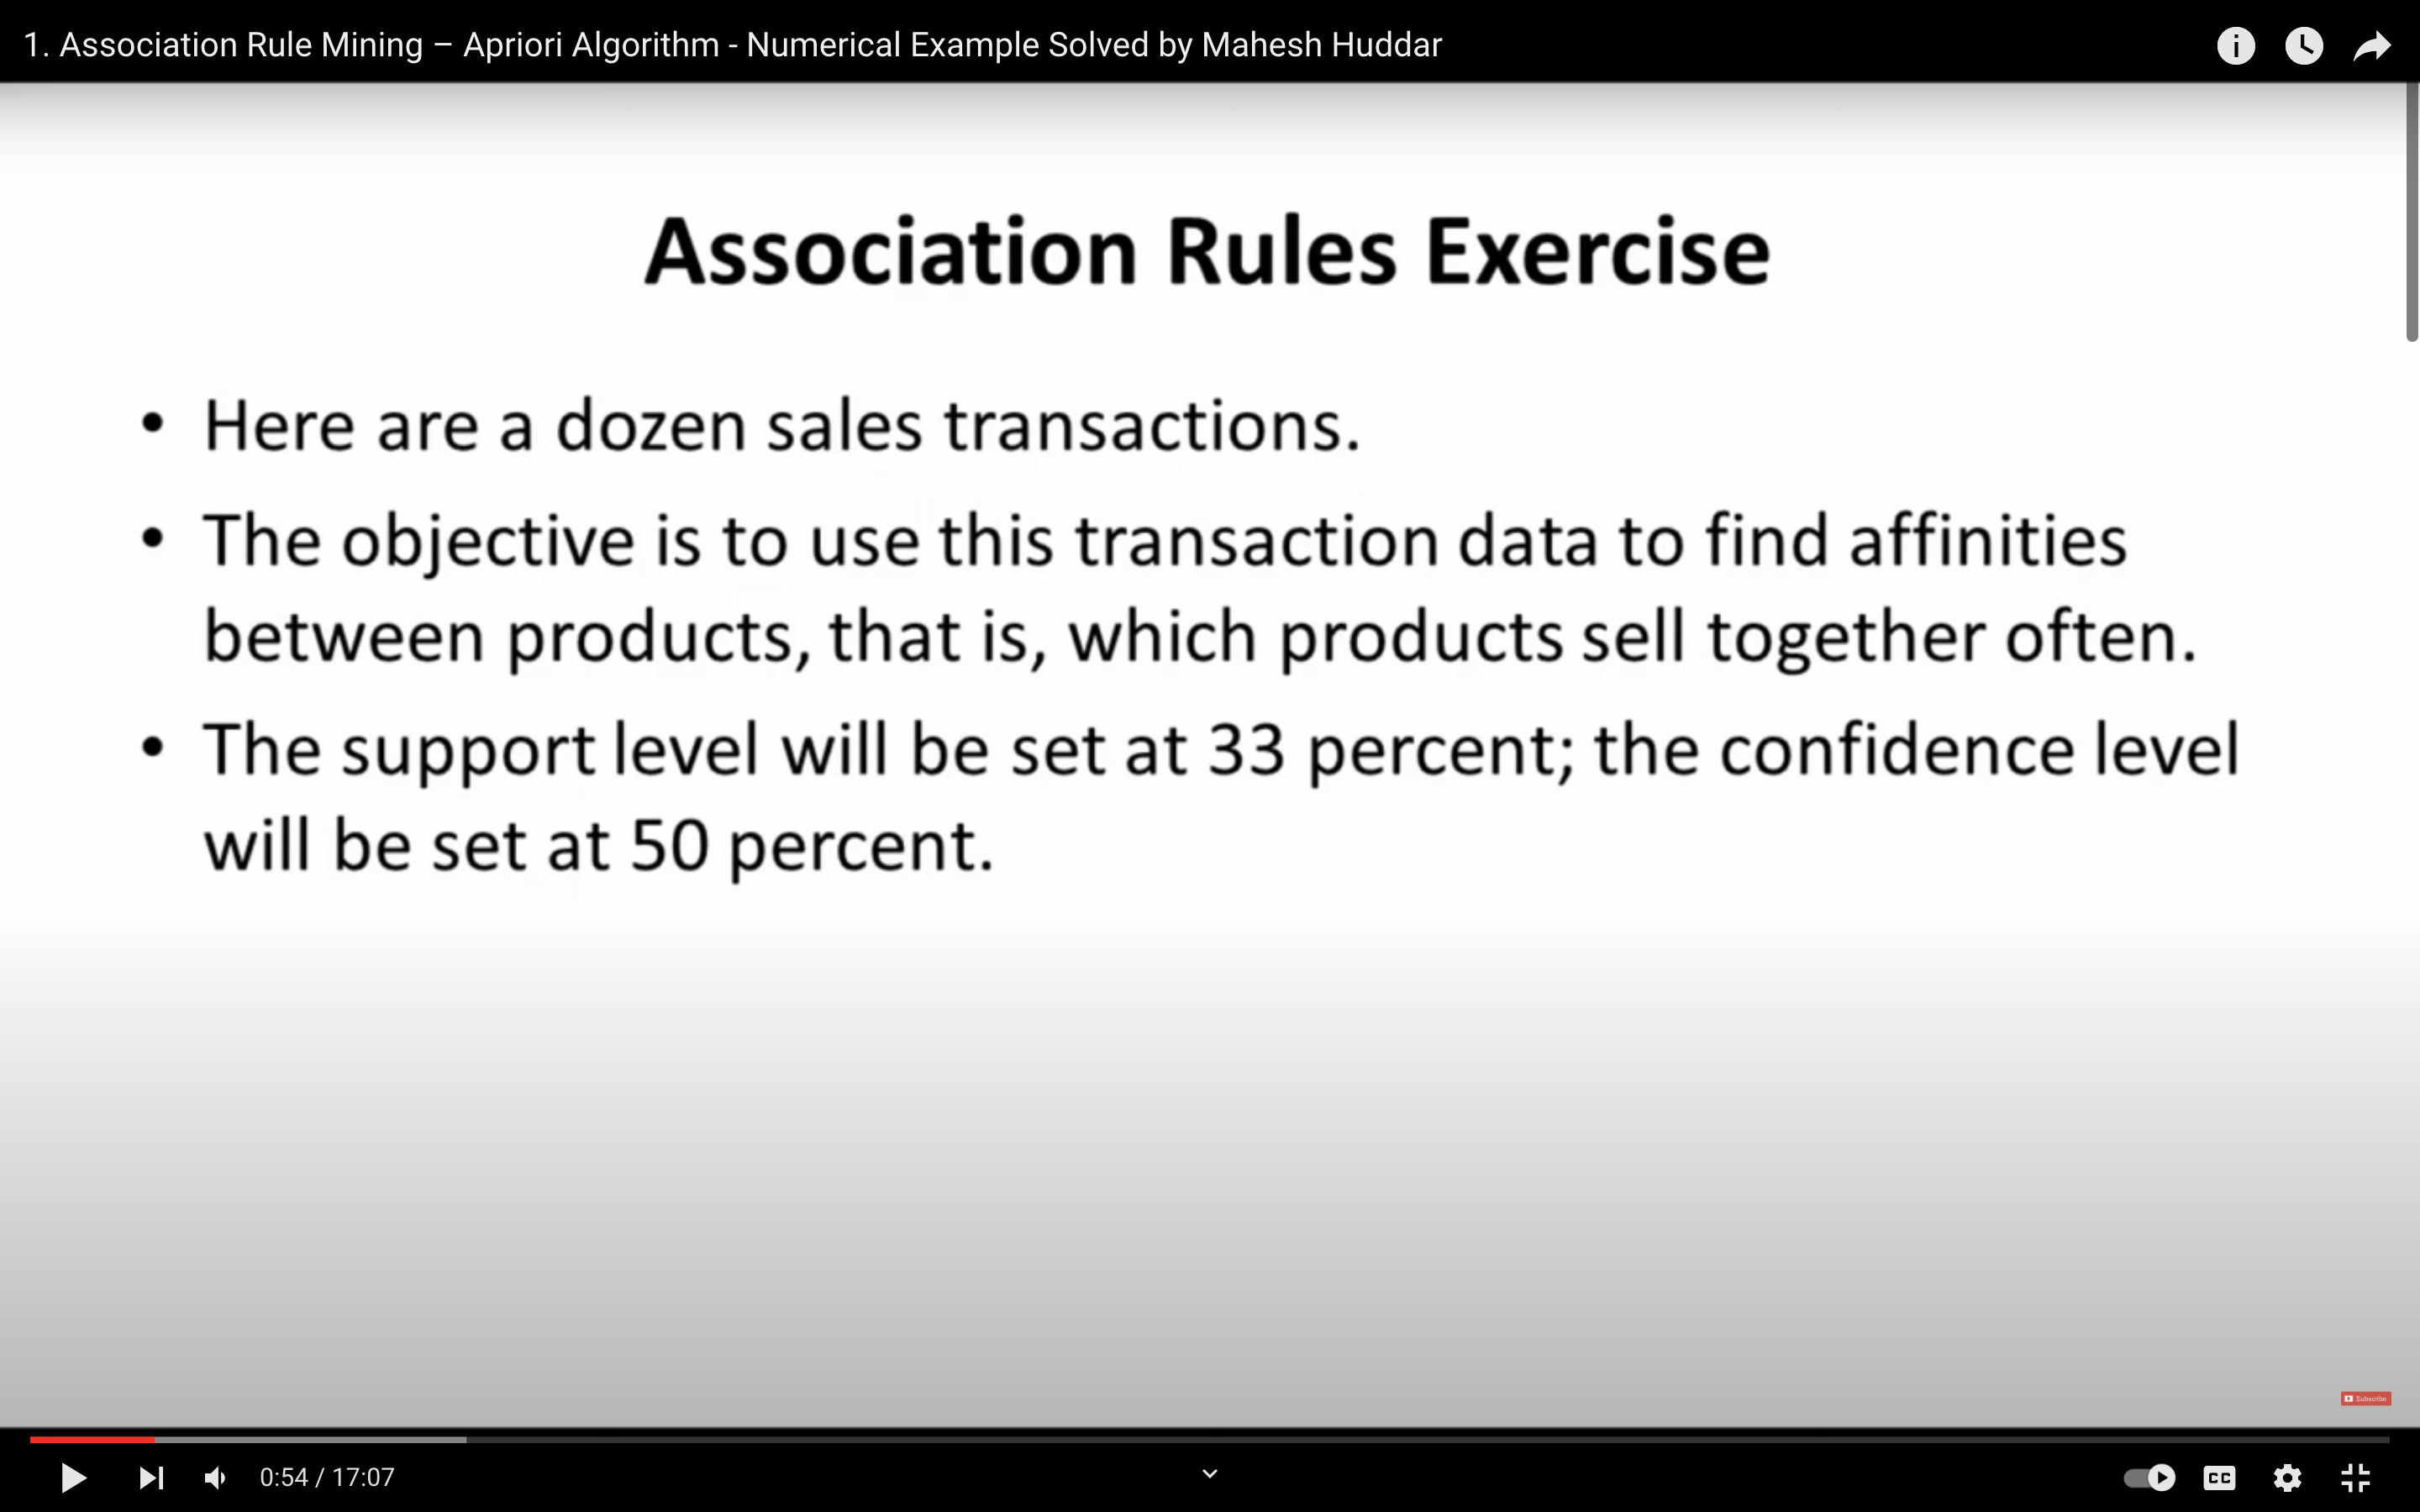 1. Association Rule Mining – Apriori Algorithm - Numerical Example Solved by Mahesh Huddar
Association Rules Exercise
• Here are a dozen sales transactions.
• The objective is to use this transaction data to find affinities
between products, that is, which products sell together often.
• The support level will be set at 33 percent; the confidence level
will be set at 50 percent.
Subscribe
0:54 / 17:07
CC